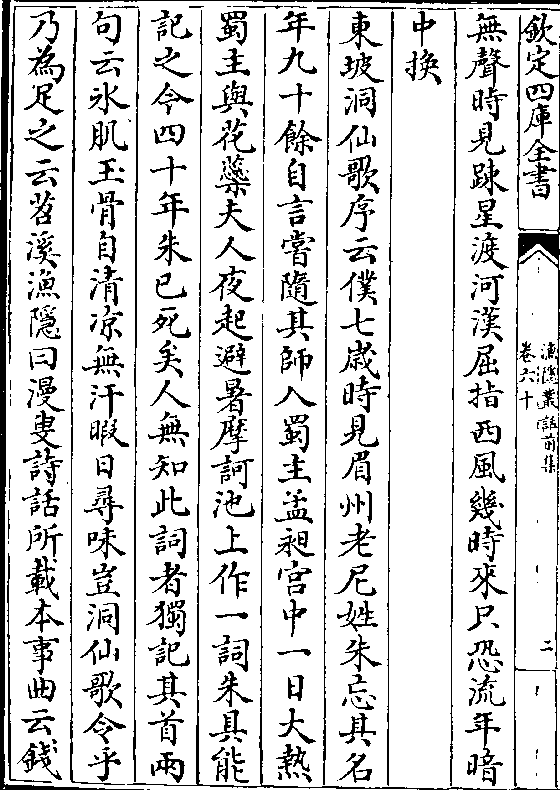 欽定四庫全書
漁隱叢話前集
卷六十
二
無聲時見疎星渡河漢屈指西風幾時來只恐流年暗
中換
東坡洞仙歌序云僕七歲時見眉州老尼姓朱忘其名
年九十餘自言嘗隨其師入蜀主孟昶宮中一日大熱
蜀主與花蘂夫人夜起避暑摩訶池上作一詞朱具能
記之今四十年朱已死矣人無知此詞者獨記其首兩
句云氷肌玉骨自清凉無汗暇日尋味豈洞仙歌令乎
乃為足之云苕溪漁隱曰漫叟詩話所載本事曲云錢